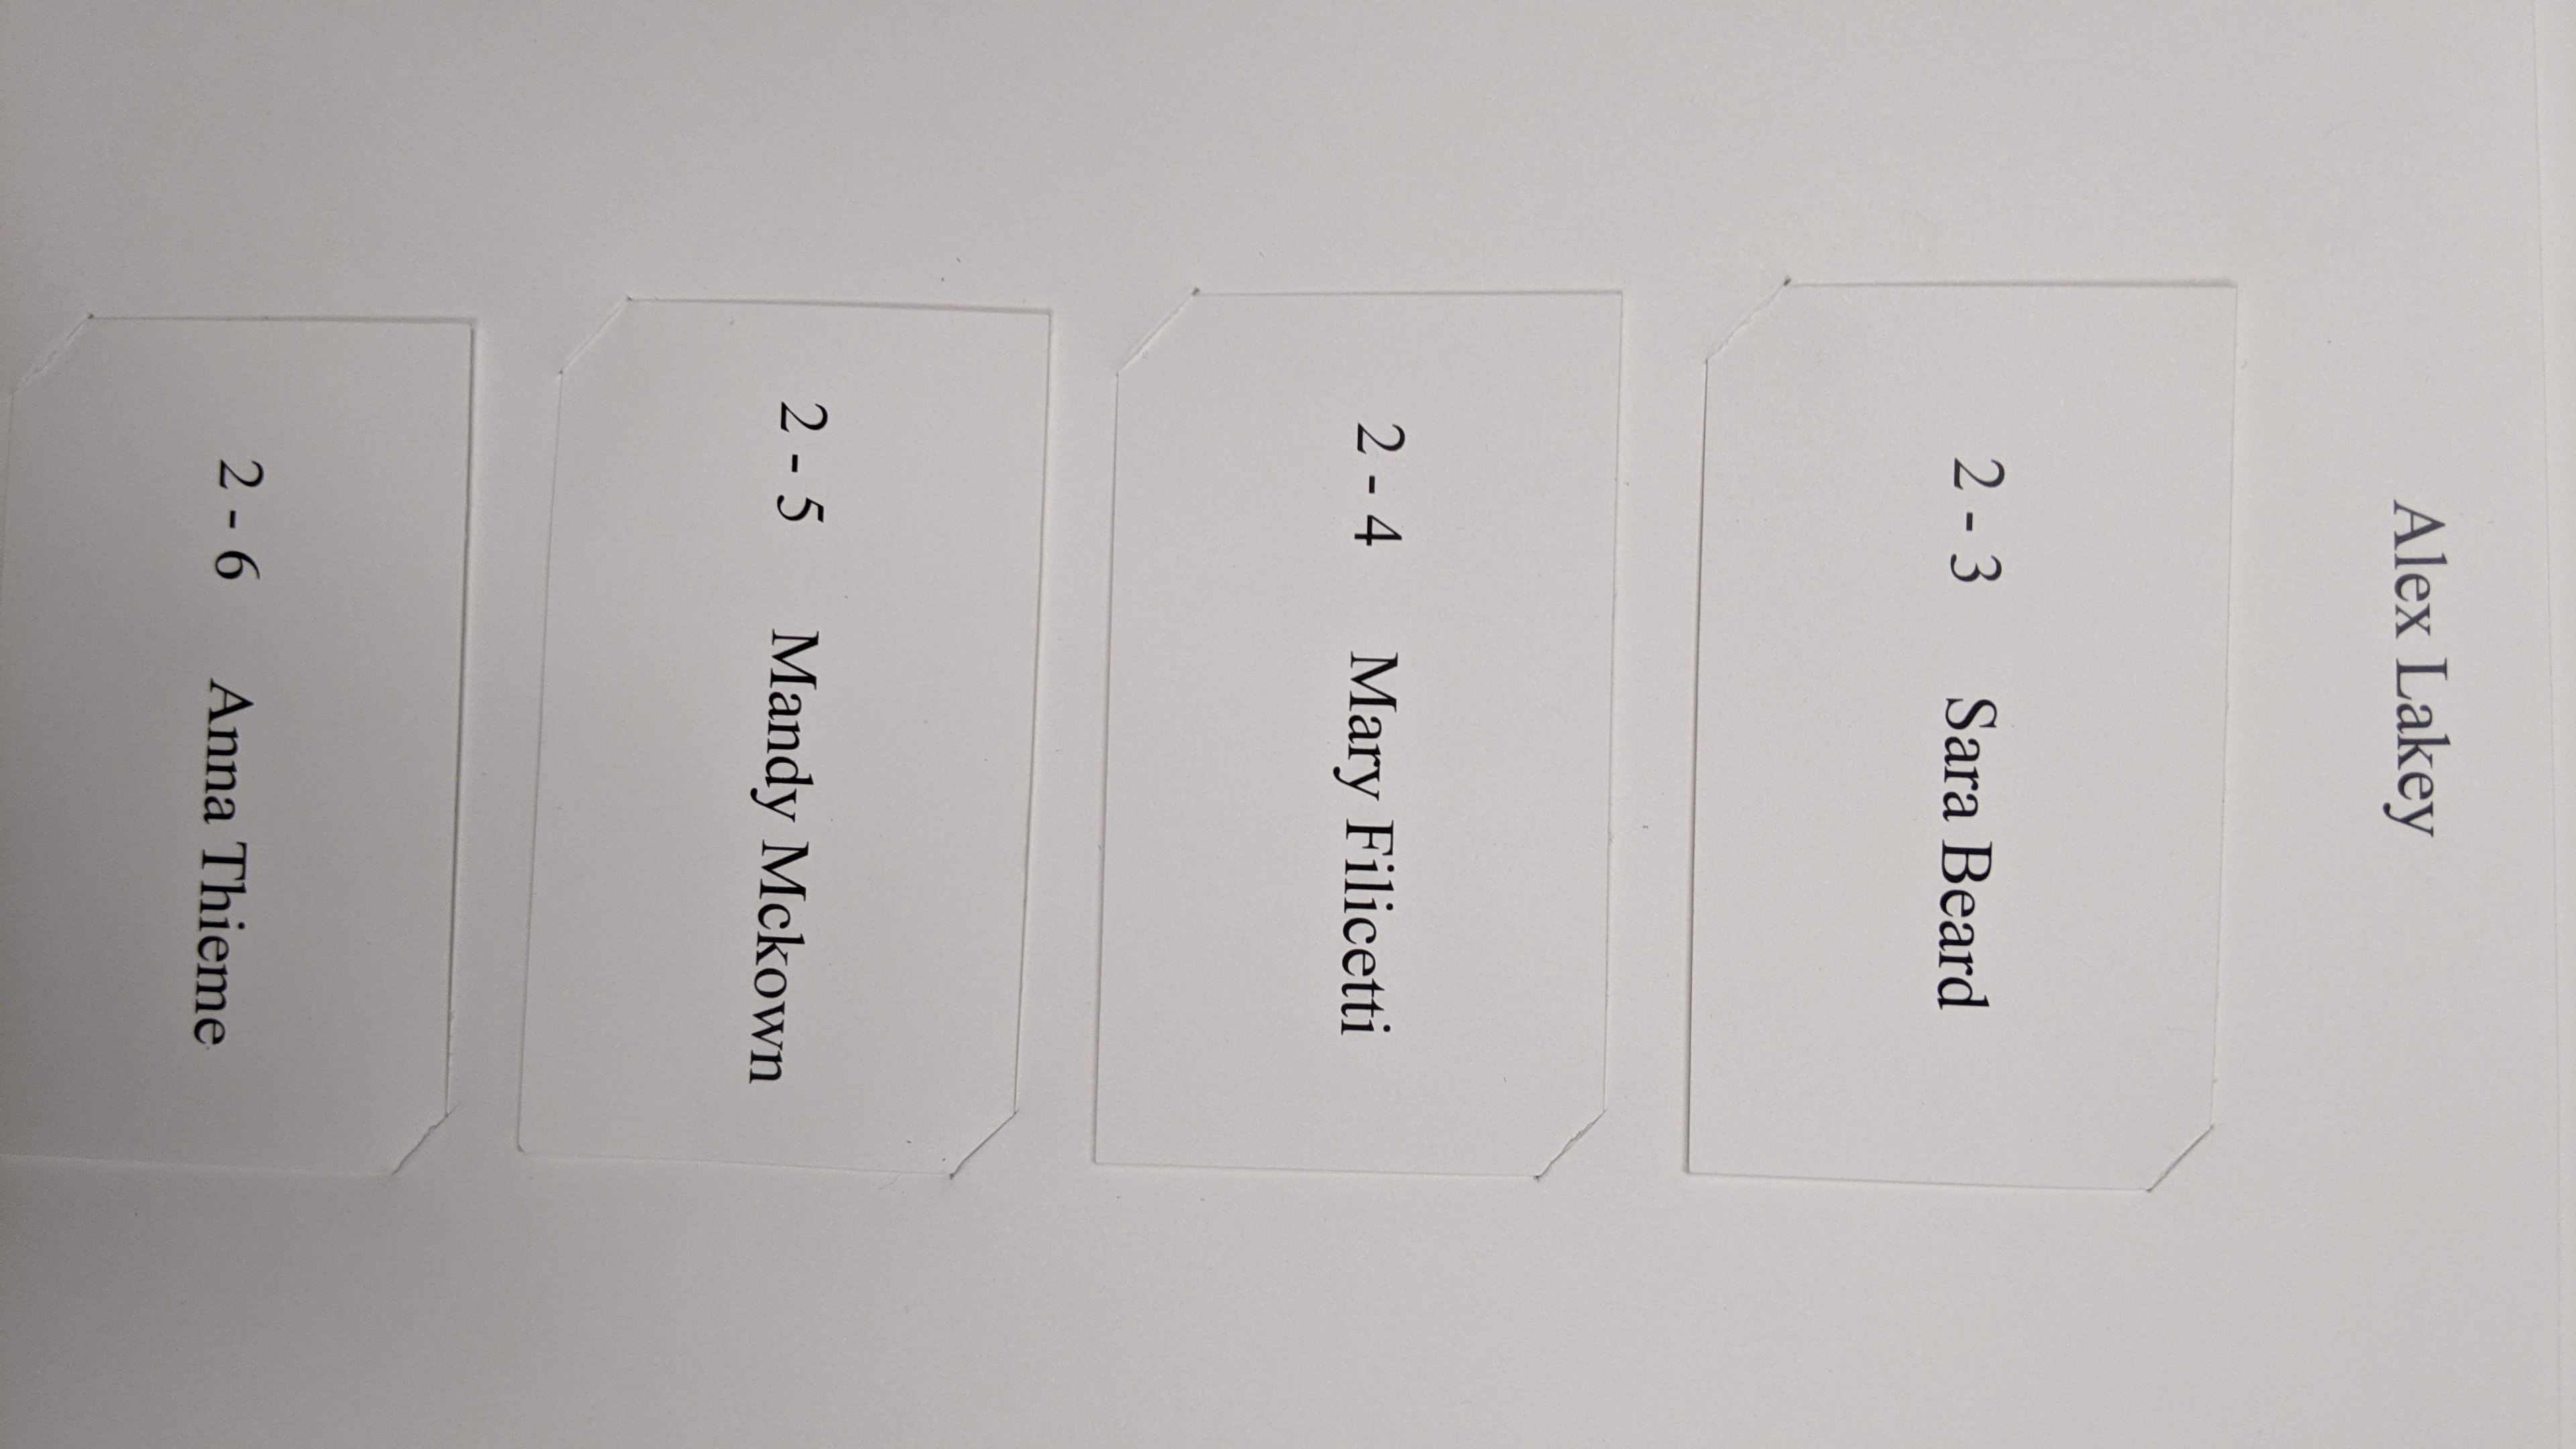 Alex Lakey
2 - 3 Sara Beard
2 - 4 Mary Filicetti
2 - 5 Mandy Mckown
2 - 6 Anna Thieme